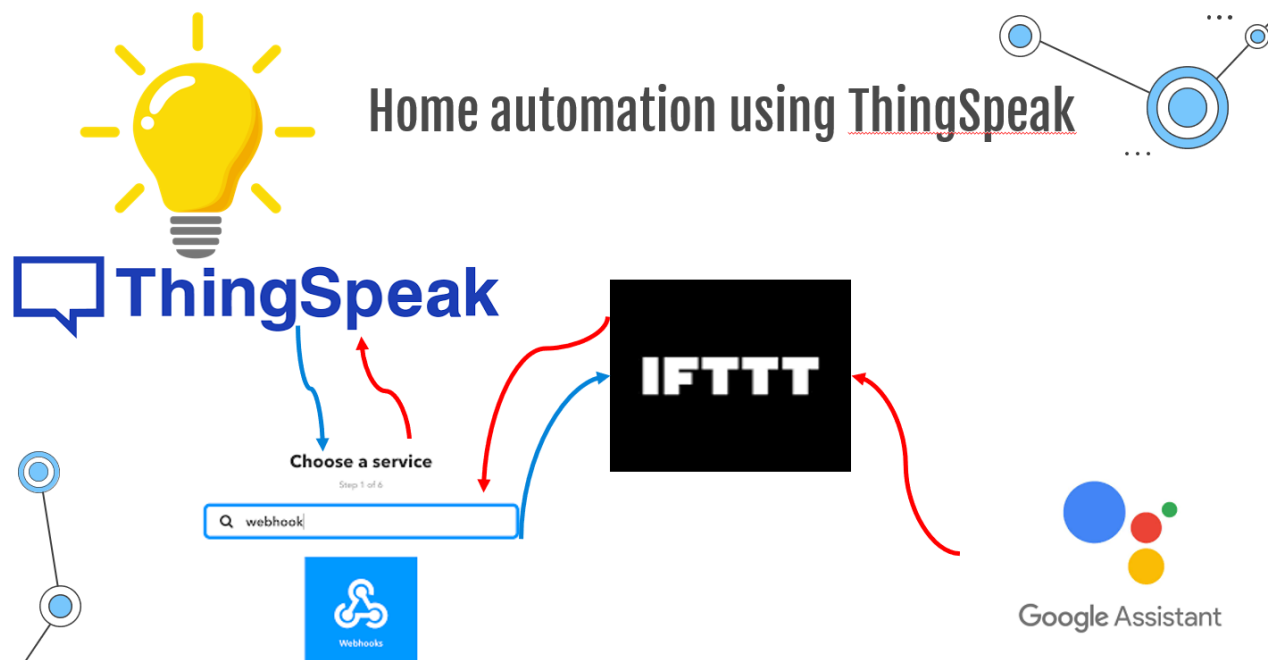 Home automation using ThingSpeak
ThingSpeak
IFTTT
Choose a service
Step 1 of 6
webhook
Webhooks
Google Assistant